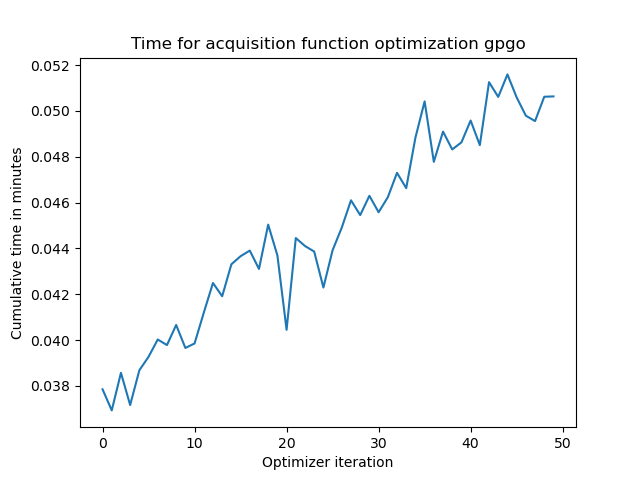 Time for acquisition function optimization gpgo
0.052
0.050
0.048
0.046
0.044
0.042
0.040
0.038
Cumulative time in minutes
0 10 20 30 40 50
Optimizer iteration